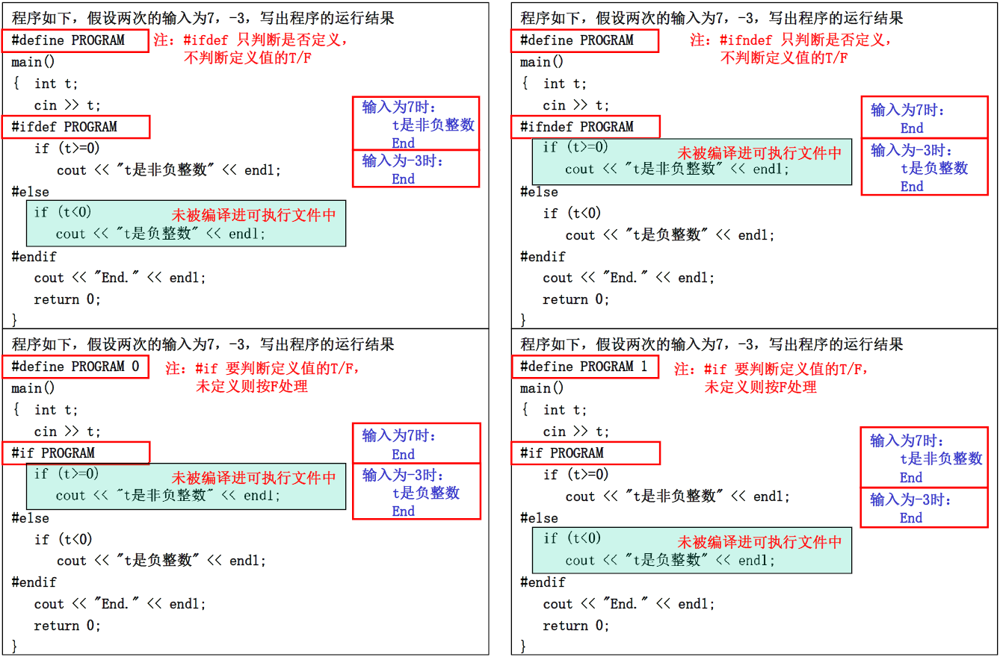 程序如下，假设两次的输入为7，-3，写出程序的运行结果
#define PROGRAM
注：#ifdef 只判断是否定义，
不判断定义值的T/F
main()
{ int t;
cin >> t;
#ifdef PROGRAM
if (t>=0)
cout << "t是非负整数" << endl;
#else
if (t<0)
未被编译进可执行文件中
cout << "t是负整数" << endl;
#endif
cout << "End." << endl;
return 0;
}
输入为7时：
t是非负整数
End
输入为-3时：
End
程序如下，假设两次的输入为7，-3，写出程序的运行结果
#define PROGRAM
注：#ifndef 只判断是否定义，
不判断定义值的T/F
main()
{ int t;
cin >> t;
#ifndef PROGRAM
if (t>=0)
未被编译进可执行文件中
cout << "t是非负整数" << endl;
#else
if (t<0)
cout << "t是负整数" << endl;
#endif
cout << "End." << endl;
return 0;
}
输入为7时：
End
输入为-3时：
t是负整数
End
程序如下，假设两次的输入为7，-3，写出程序的运行结果
#define PROGRAM 0
注：#if 要判断定义值的T/F，
未定义则按F处理
main()
{ int t;
cin >> t;
#if PROGRAM
if (t>=0)
未被编译进可执行文件中
cout << "t是非负整数" << endl;
#else
if (t<0)
cout << "t是负整数" << endl;
#endif
cout << "End." << endl;
return 0;
}
输入为7时：
End
输入为-3时：
t是负整数
End
程序如下，假设两次的输入为7，-3，写出程序的运行结果
#define PROGRAM 1
注：#if 要判断定义值的T/F，
未定义则按F处理
main()
{ int t;
cin >> t;
#if PROGRAM
if (t>=0)
cout << "t是非负整数" << endl;
#else
if (t<0)
未被编译进可执行文件中
cout << "t是负整数" << endl;
#endif
cout << "End." << endl;
return 0;
}
输入为7时：
t是非负整数
End
输入为-3时：
End